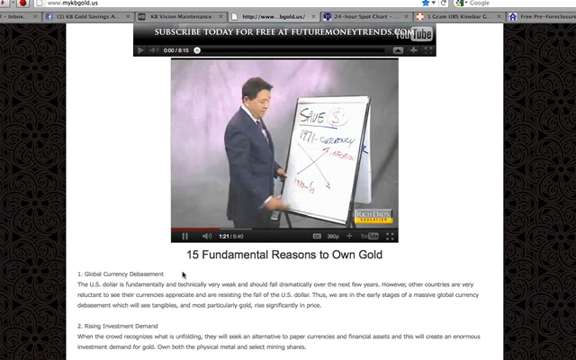 www.mykbgold.us
Google
Inbox
KB Gold Savings A...
KB Vision Maintenance
http://www....bgold.us/
24-hour Spot Chart -
1 Gram UBS Kinebar G
Free Pre-Foreclosure
SUBSCRIBE TODAY FOR FREE AT FUTUREMONEYTRENDS.COM
0:00 / 8:15
You Tube
SAVE $
1971- CURRENCY
RICH DAD
EDUCATION
1:21 / 8:40
360p
You Tube
15 Fundamental Reasons to Own Gold
1. Global Currency Debasement
The U.S. dollar is fundamentally and technically very weak and should fall dramatically over the next few years. However, other countries are very
reluctant to see their currencies appreciate and are resisting the fall of the U.S. dollar. Thus, we are in the early stages of a massive global currency
debasement which will see tangibles, and most particularly gold, rise significantly in price.
2. Rising Investment Demand
When the crowd recognizes what is unfolding, they will seek an alternative to paper currencies and financial assets and this will create an enormous
investment demand for gold. Own both the physical metal and select mining shares.